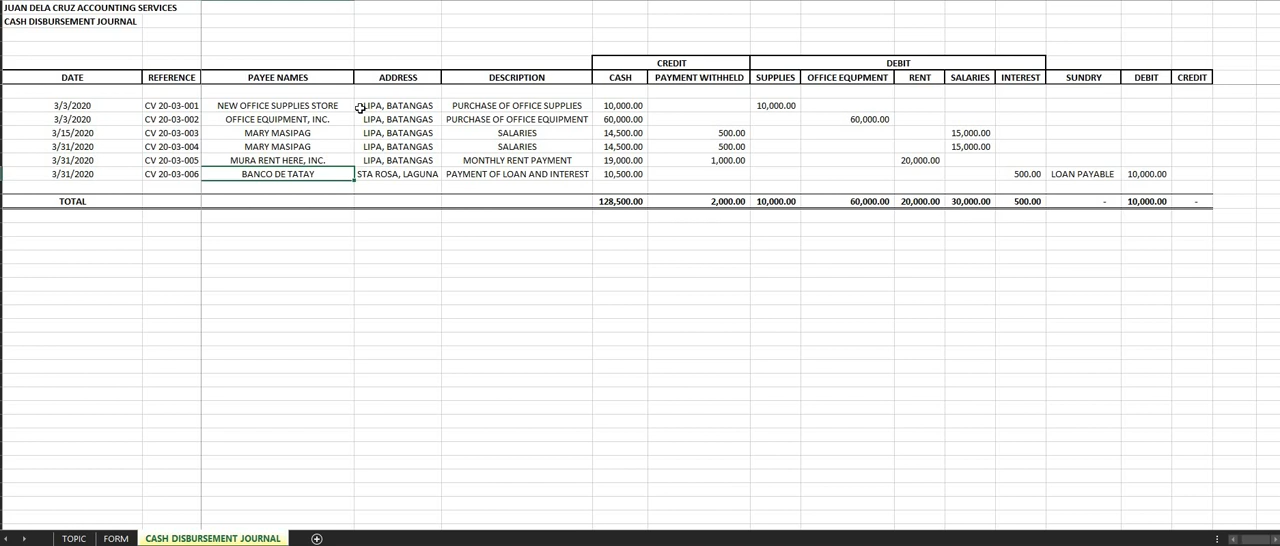 JUAN DELA CRUZ ACCOUNTING SERVICES
CASH DISBURSEMENT JOURNAL
CREDIT DEBIT
DATE REFERENCE PAYEE NAMES ADDRESS DESCRIPTION CASH PAYMENT WITHHELD SUPPLIES OFFICE EQUPMENT RENT SALARIES INTEREST SUNDRY DEBIT CREDIT
3/3/2020 CV 20-03-001 NEW OFFICE SUPPLIES STORE LIPA, BATANGAS PURCHASE OF OFFICE SUPPLIES 10,000.00 10,000.00
3/3/2020 CV 20-03-002 OFFICE EQUIPMENT, INC. LIPA, BATANGAS PURCHASE OF OFFICE EQUIPMENT 60,000.00 60,000.00
3/15/2020 CV 20-03-003 MARY MASIPAG LIPA, BATANGAS SALARIES 14,500.00 500.00 15,000.00
3/31/2020 CV 20-03-004 MARY MASIPAG LIPA, BATANGAS SALARIES 14,500.00 500.00 15,000.00
3/31/2020 CV 20-03-005 MURA RENT HERE, INC. LIPA, BATANGAS MONTHLY RENT PAYMENT 19,000.00 1,000.00 20,000.00
3/31/2020 CV 20-03-006 BANCO DE TATAY STA ROSA, LAGUNA PAYMENT OF LOAN AND INTEREST 10,500.00 500.00 LOAN PAYABLE 10,000.00
TOTAL 128,500.00 2,000.00 10,000.00 60,000.00 20,000.00 30,000.00 500.00 - 10,000.00 -
TOPIC FORM CASH DISBURSEMENT JOURNAL